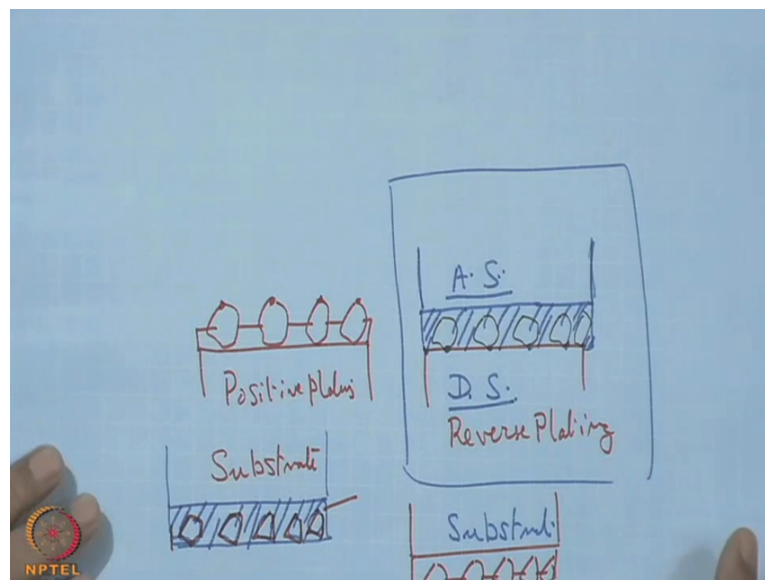 A. S.
D. S.
Reverse Plating
Positive plating
Substrate
Substrate
NPTEL